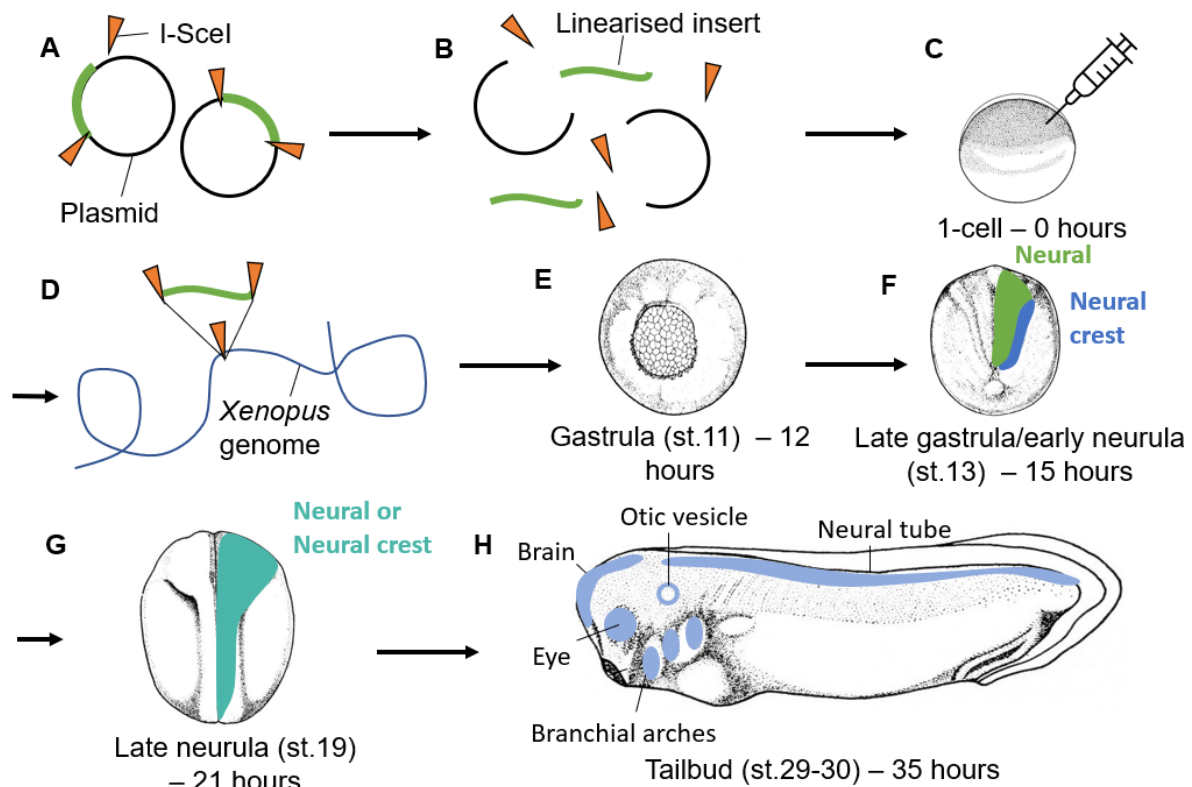 A
I-SceI
Plasmid
B
Linearised insert
C
1-cell – 0 hours
D
Xenopus
genome
E
Gastrula (st.11) – 12
hours
F
Neural
Neural
crest
Late gastrula/early neurula
(st.13) – 15 hours
G
Neural or
Neural crest
Late neurula (st.19)
– 21 hours
H
Brain
Otic vesicle
Neural tube
Eye
Branchial arches
Tailbud (st.29-30) – 35 hours